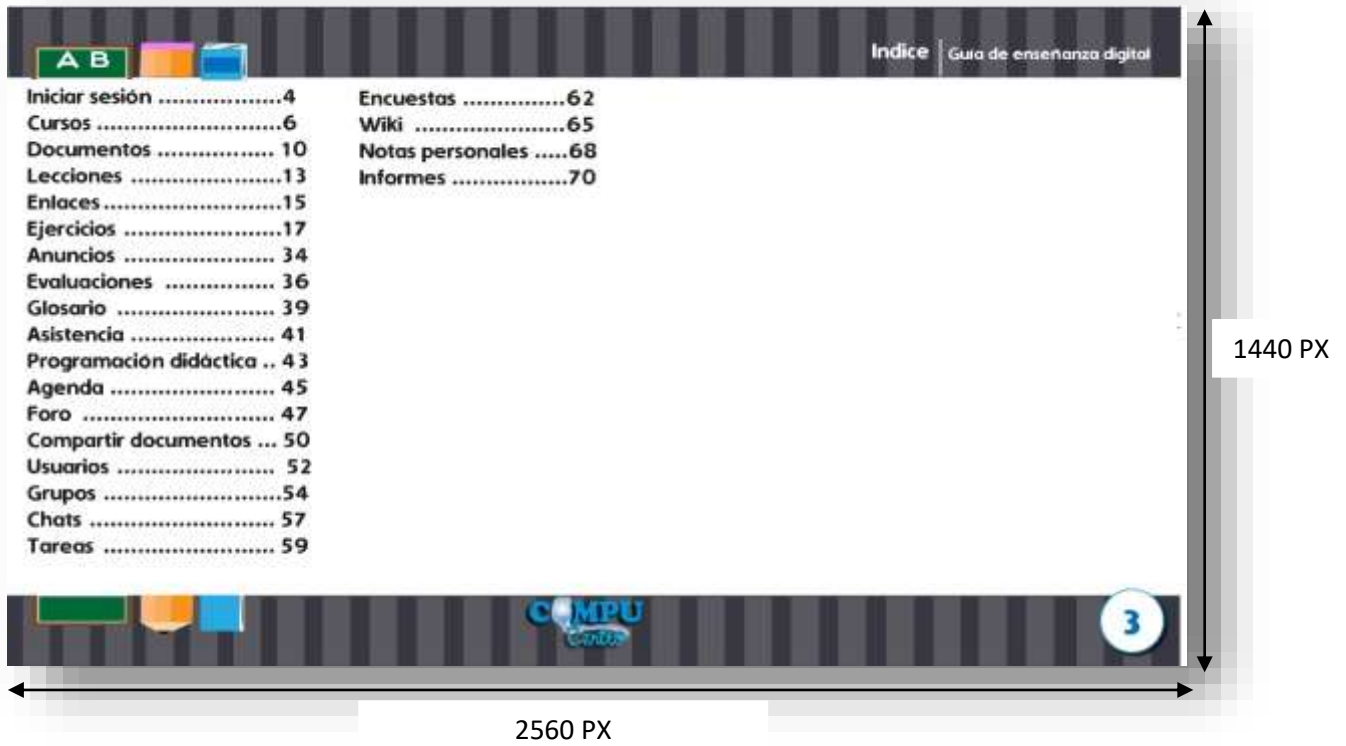 A B
Indice Guia de enseñanza digital
Iniciar sesión ..................4
Cursos ...........................6
Documentos ................. 10
Lecciones ......................13
Enlaces ..........................15
Ejercicios .......................17
Anuncios ...................... 34
Evaluaciones ................ 36
Glosario ....................... 39
Asistencia ..................... 41
Programación didáctica .. 43
Agenda ........................ 45
Foro ............................ 47
Compartir documentos ... 50
Usuarios ....................... 52
Grupos ..........................54
Chats ........................... 57
Tareas ......................... 59
Encuestas ...............62
Wiki ......................65
Notas personales .....68
Informes .................70
COMPU
Center
3
1440 PX
2560 PX